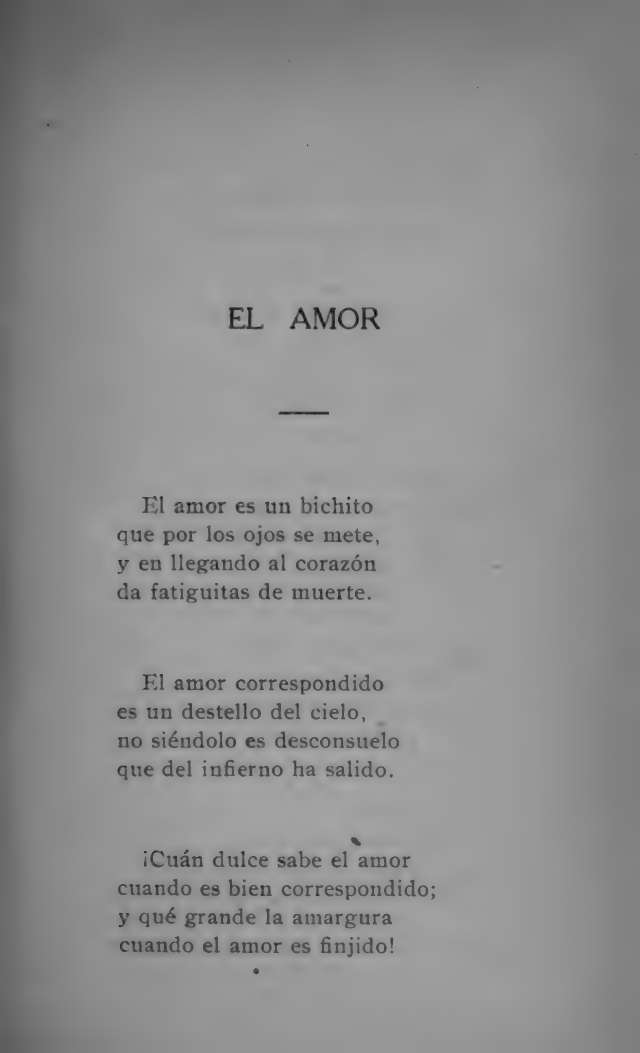 EL AMOR
El amor es un bichito
que por los ojos se mete,
y en llegando al corazón
da fatiguitas de muerte.
El amor correspondido
es un destello del cielo,
no siéndolo es desconsuelo
que del infierno ha salido.
¡Cuán dulce sabe el amor
cuando es bien correspondido;
y qué grande la amargura
cuando el amor es finjido!